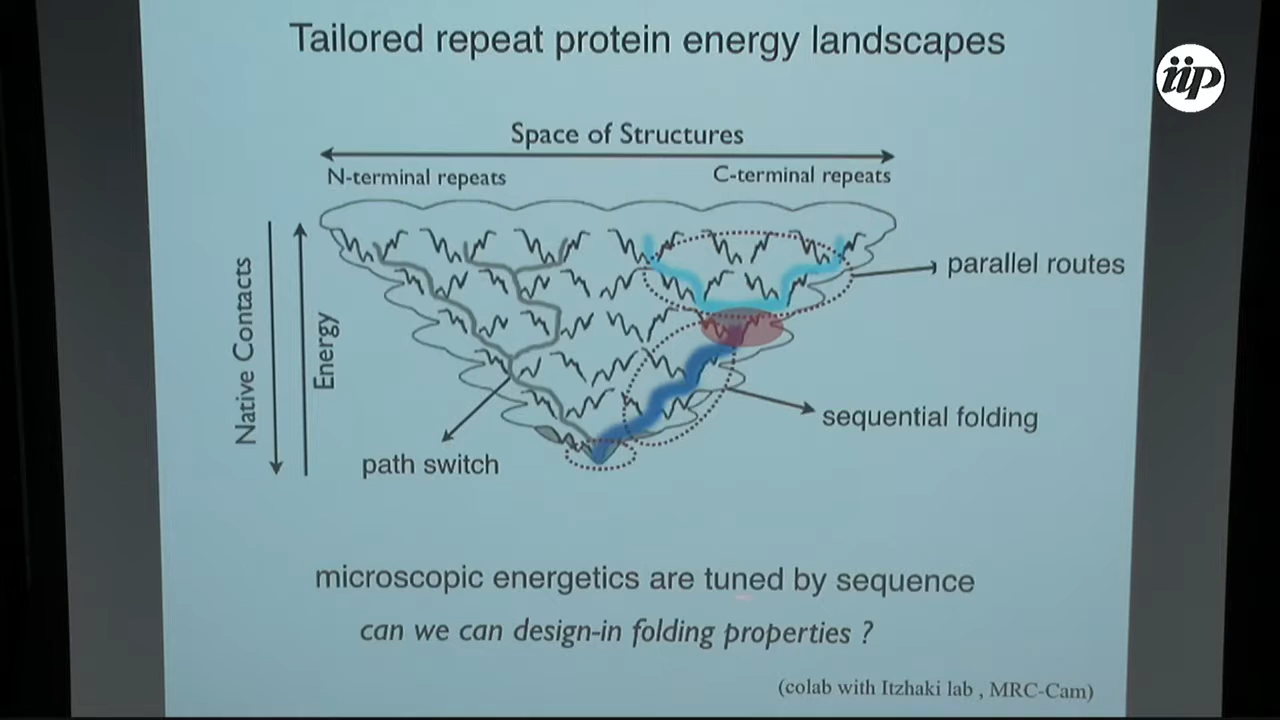 Tailored repeat protein energy landscapes
iip
Space of Structures
N-terminal repeats
C-terminal repeats
Native Contacts
Energy
parallel routes
sequential folding
path switch
microscopic energetics are tuned by sequence
can we can design-in folding properties ?
(colab with Itzhaki lab , MRC-Cam)